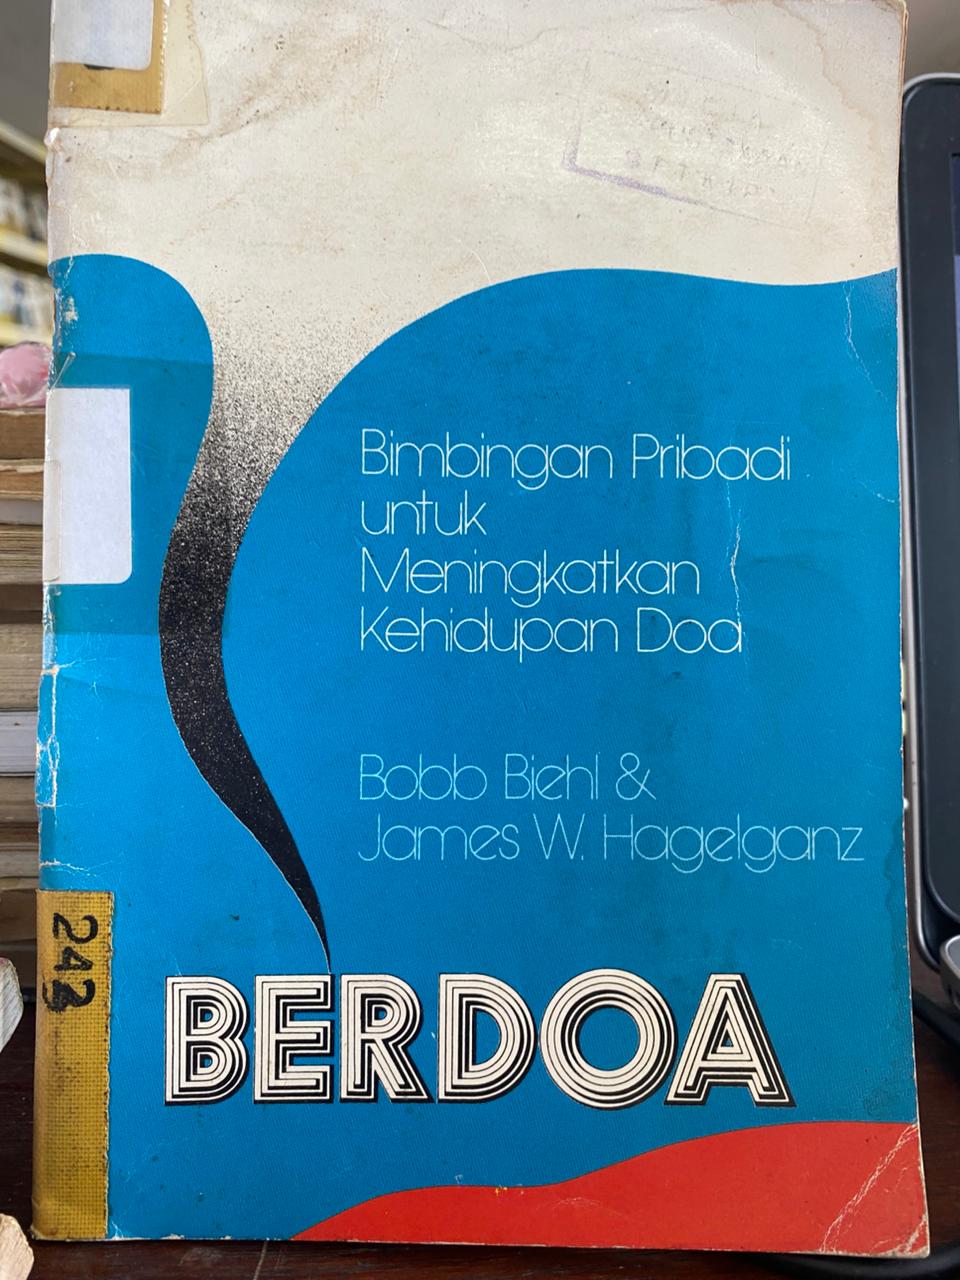 Bimbingan Pribadi
untuk
Meningkatkan
Kehidupan Doa
Bobb Biehl &
James W. Hagelganz
BERDOA
243